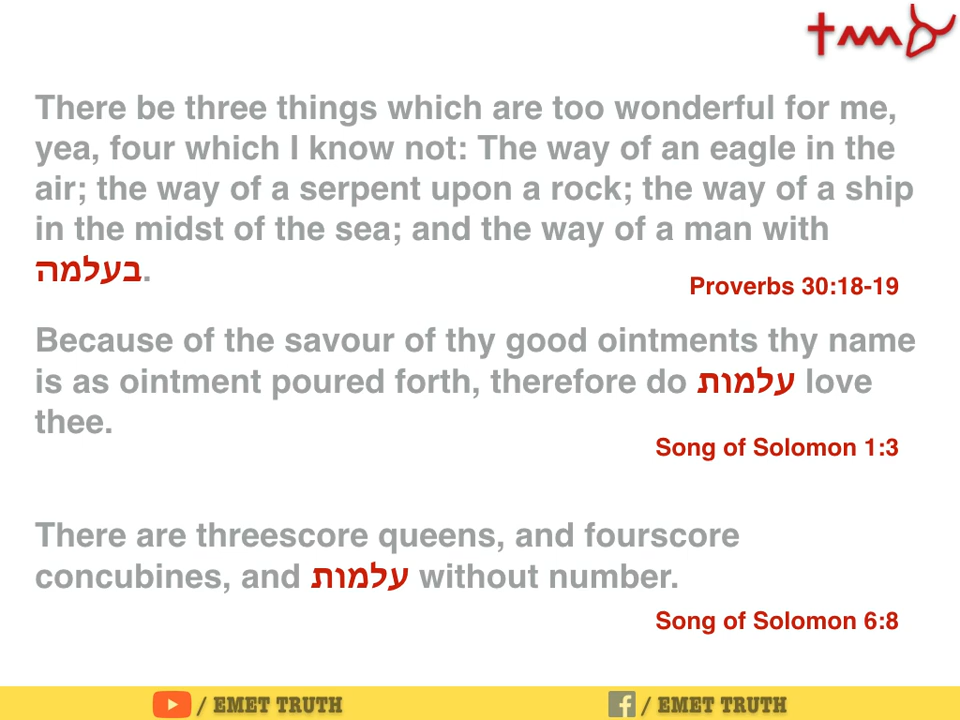 There be three things which are too wonderful for me,
yea, four which I know not: The way of an eagle in the
air; the way of a serpent upon a rock; the way of a ship
in the midst of the sea; and the way of a man with
בעלמה.
Proverbs 30:18-19
Because of the savour of thy good ointments thy name
is as ointment poured forth, therefore do עלמות love
thee.
Song of Solomon 1:3
There are threescore queens, and fourscore
concubines, and עלמות without number.
Song of Solomon 6:8
/ EMET TRUTH
/ EMET TRUTH